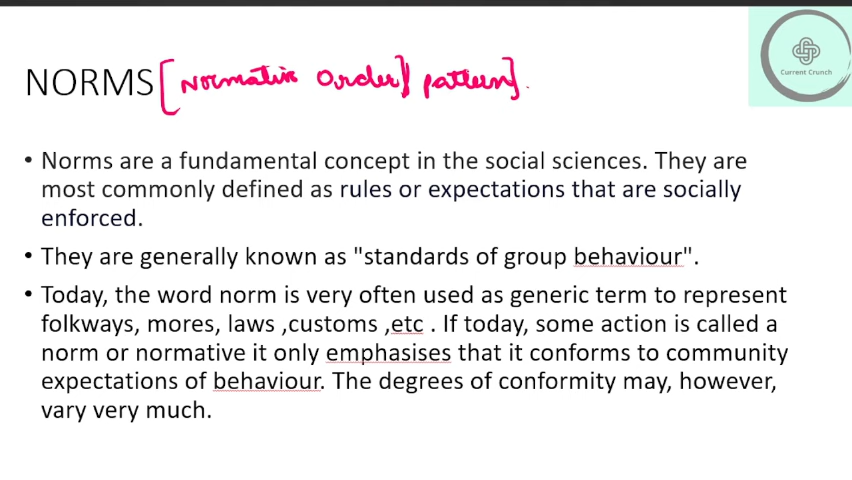 NORMS [Normative Order/ pattern].
Current Crunch
• Norms are a fundamental concept in the social sciences. They are
most commonly defined as rules or expectations that are socially
enforced.
• They are generally known as "standards of group behaviour".
• Today, the word norm is very often used as generic term to represent
folkways, mores, laws ,customs ,etc . If today, some action is called a
norm or normative it only emphasises that it conforms to community
expectations of behaviour. The degrees of conformity may, however,
vary very much.